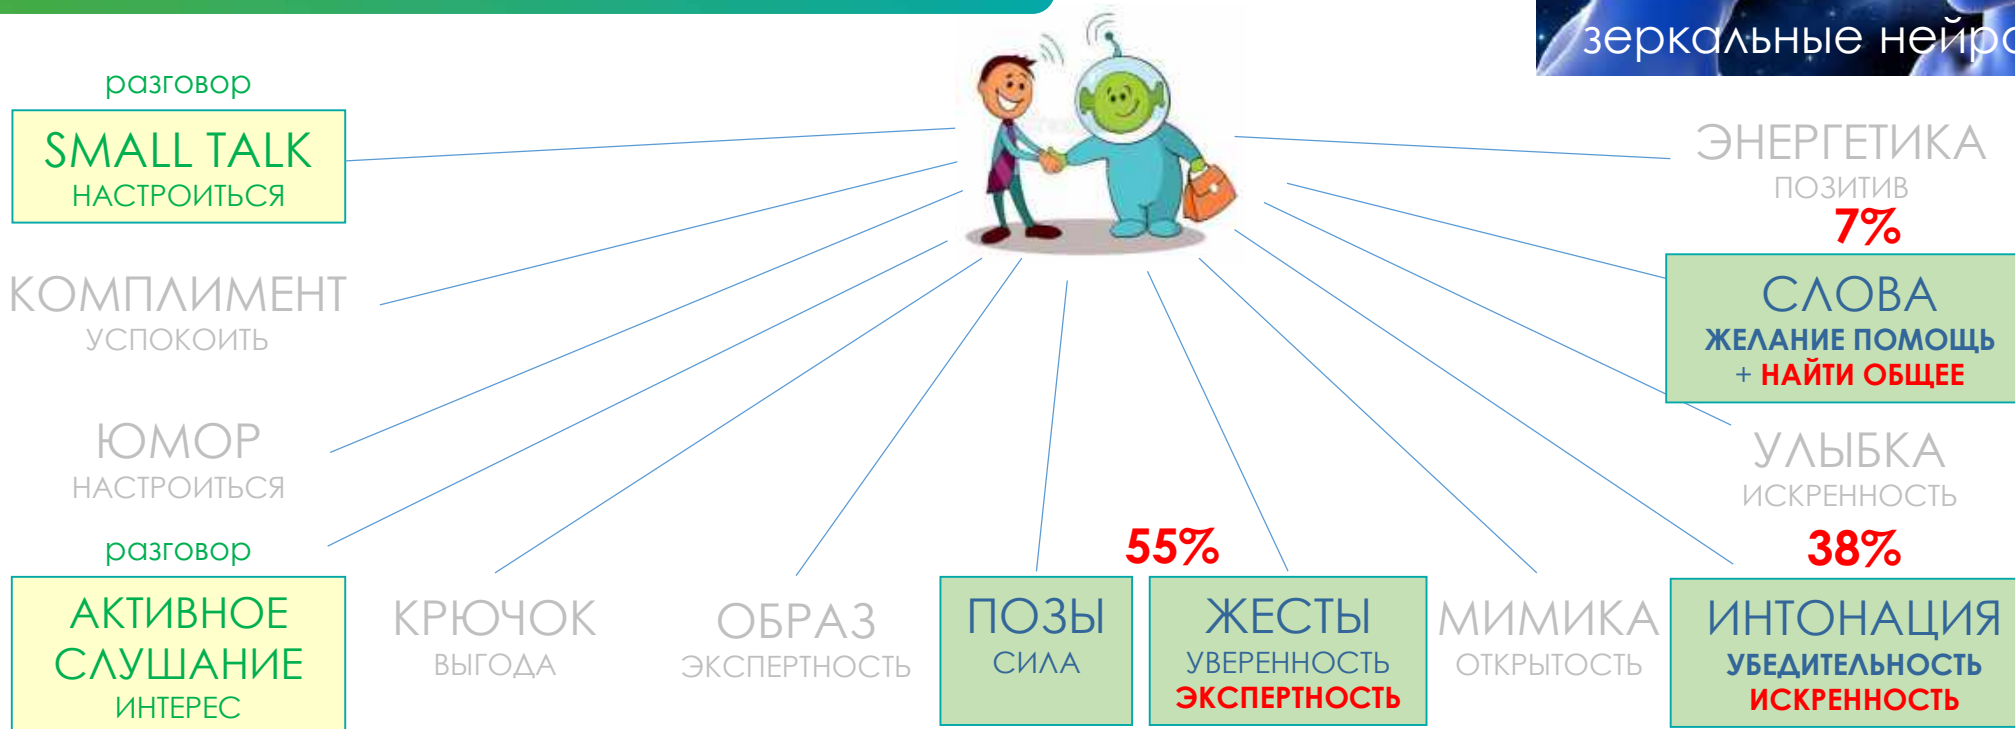 зеркальные
разговор
SMALL TALK
НАСТРОИТЬСЯ
ЭНЕРГЕТИКА
ПОЗИТИВ
7%
КОМПЛИМЕНТ
УСПОКОИТЬ
СЛОВА
ЖЕЛАНИЕ ПОМОЩЬ
+ НАЙТИ ОБЩЕЕ
ЮМОР
НАСТРОИТЬСЯ
УЛЫБКА
ИСКРЕННОСТЬ
разговор
АКТИВНОЕ
СЛУШАНИЕ
ИНТЕРЕС
КРЮЧОК
ВЫГОДА
ОБРАЗ
ЭКСПЕРТНОСТЬ
55%
ПОЗЫ
СИЛА
ЖЕСТЫ
УВЕРЕННОСТЬ
ЭКСПЕРТНОСТЬ
МИМИКА
ОТКРЫТОСТЬ
38%
ИНТОНАЦИЯ
УБЕДИТЕЛЬНОСТЬ
ИСКРЕННОСТЬ